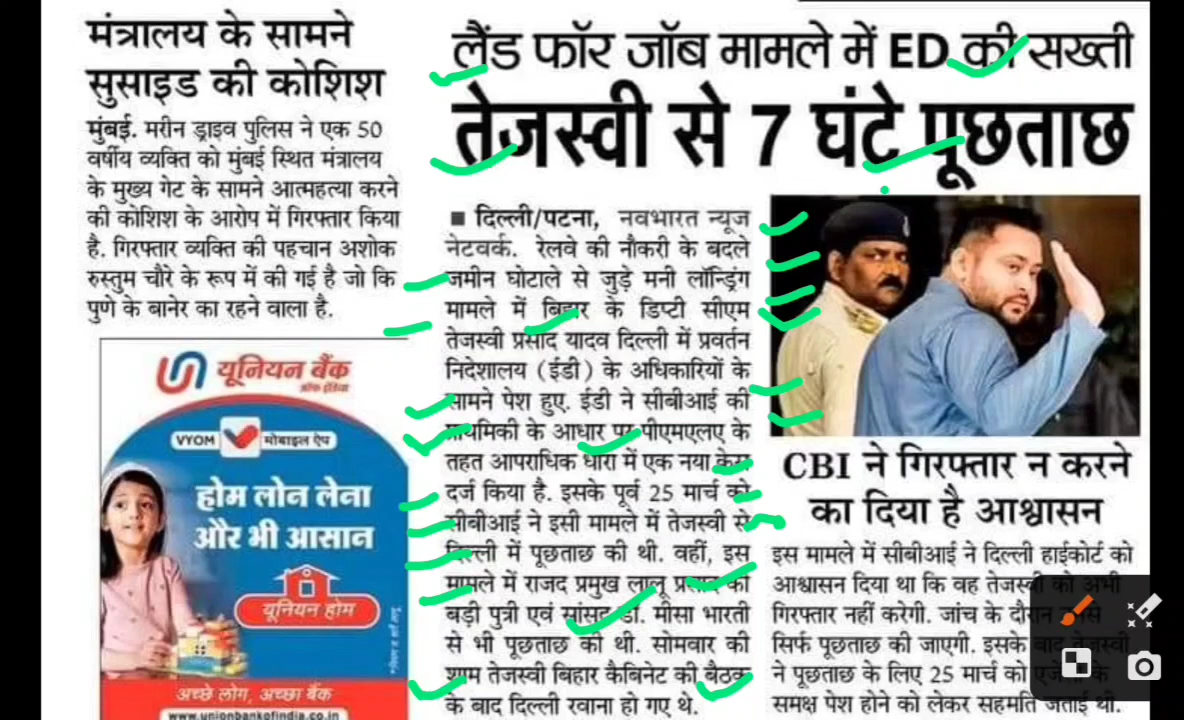 मंत्रालय के सामने
सुसाइड की कोशिश
मुंबई. मरीन ड्राइव पुलिस ने एक 50
वर्षीय व्यक्ति को मुंबई स्थित मंत्रालय
के मुख्य गेट के सामने आत्महत्या करने
की कोशिश के आरोप में गिरफ्तार किया
है. गिरफ्तार व्यक्ति की पहचान अशोक
रुस्तुम चौरे के रूप में की गई है जो कि
पुणे के बानेर का रहने वाला है.
यूनियन बैंक
ऑफ इंडिया
VYOM मोबाइल ऐप
होम लोन लेना
और भी आसान
यूनियन होम
अच्छे लोग, अच्छा बैंक
www.unionbankofindia.co.in
लैंड फॉर जॉब मामले में ED की सख्ती
तेजस्वी से 7 घंटे पूछताछ
■ दिल्ली/पटना, नवभारत न्यूज
नेटवर्क. रेलवे की नौकरी के बदले
जमीन घोटाले से जुड़े मनी लॉन्ड्रिंग
मामले में बिहार के डिप्टी सीएम
तेजस्वी प्रसाद यादव दिल्ली में प्रवर्तन
निदेशालय (ईडी) के अधिकारियों के
सामने पेश हुए. ईडी ने सीबीआई की
प्राथमिकी के आधार पर पीएमएलए के
तहत आपराधिक धारा में एक नया केस
दर्ज किया है. इसके पूर्व 25 मार्च को
सीबीआई ने इसी मामले में तेजस्वी से
दिल्ली में पूछताछ की थी. वहीं, इस
मामले में राजद प्रमुख लालू प्रसाद की
बड़ी पुत्री एवं सांसद डॉ. मीसा भारती
से भी पूछताछ की थी. सोमवार की
शाम तेजस्वी बिहार कैबिनेट की बैठक
के बाद दिल्ली रवाना हो गए थे.
CBI ने गिरफ्तार न करने
का दिया है आश्वासन
इस मामले में सीबीआई ने दिल्ली हाईकोर्ट को
आश्वासन दिया था कि वह तेजस्वी को अभी
गिरफ्तार नहीं करेगी. जांच के दौरान उनसे
सिर्फ पूछताछ की जाएगी. इसके बाद तेजस्वी
ने पूछताछ के लिए 25 मार्च को एजेंसी के
समक्ष पेश होने को लेकर सहमति जताई थी.